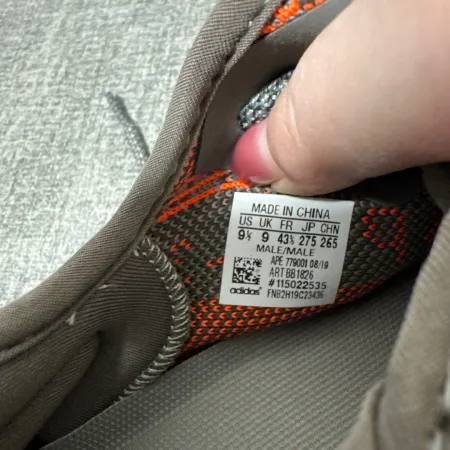 MADE IN CHINA
US UK FR JP CHN
9½ 9 43⅓ 275 265
MALE/MALE
APE 779001 08/19
ART BB1826
#115022535
adidas FNB2H19C23436